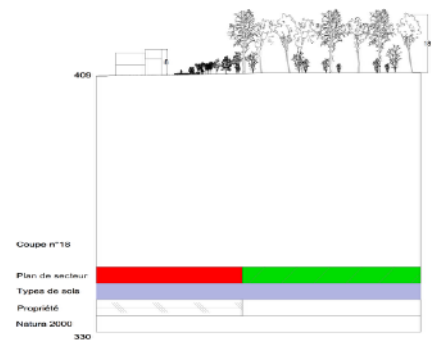 408
Coupe n°18
Plan de secteur
Types de sols
Propriété
Natura 2000
330